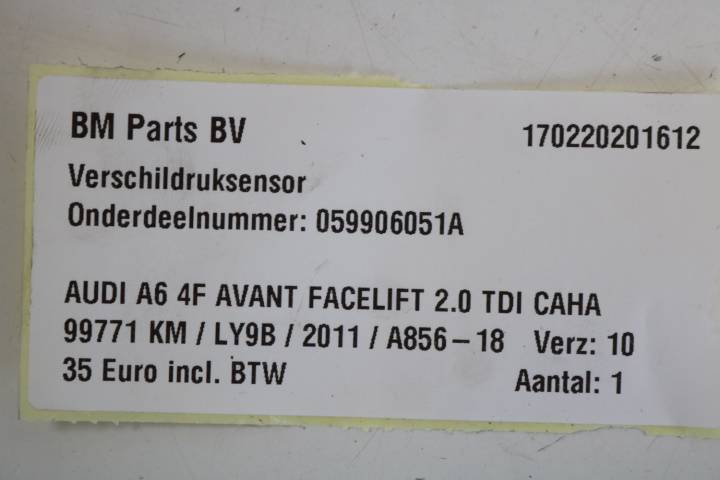 BM Parts BV 170220201612
Verschildruksensor
Onderdeelnummer: 059906051A
AUDI A6 4F AVANT FACELIFT 2.0 TDI CAHA
99771 KM / LY9B / 2011 / A856-18 Verz: 10
35 Euro incl. BTW Aantal: 1